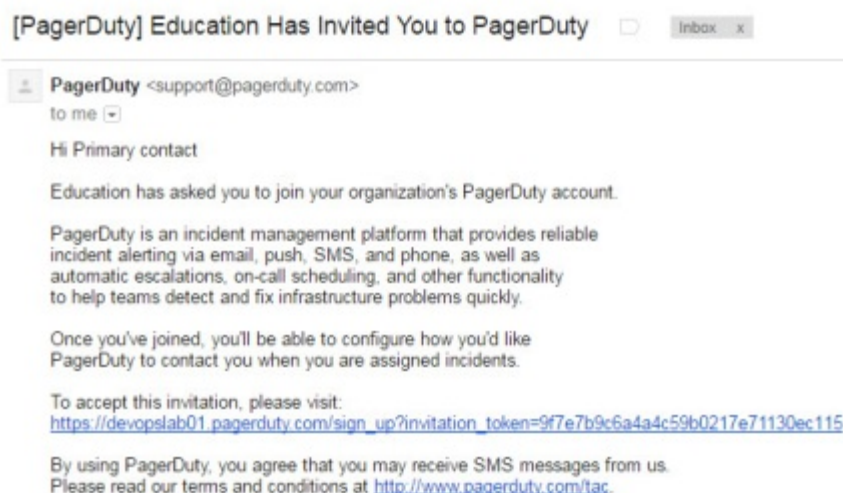 [PagerDuty] Education Has Invited You to PagerDuty
Inbox x
PagerDuty <support@pagerduty.com>
to me
Hi Primary contact
Education has asked you to join your organization's PagerDuty account.
PagerDuty is an incident management platform that provides reliable
incident alerting via email, push, SMS, and phone, as well as
automatic escalations, on-call scheduling, and other functionality
to help teams detect and fix infrastructure problems quickly.
Once you've joined, you'll be able to configure how you'd like
PagerDuty to contact you when you are assigned incidents.
To accept this invitation, please visit:
https://devopslab01.pagerduty.com/sign_up?invitation_token=9f7e7b9c6a4a4c59b0217e71130ec115
By using PagerDuty, you agree that you may receive SMS messages from us.
Please read our terms and conditions at http://www.pagerduty.com/tac.